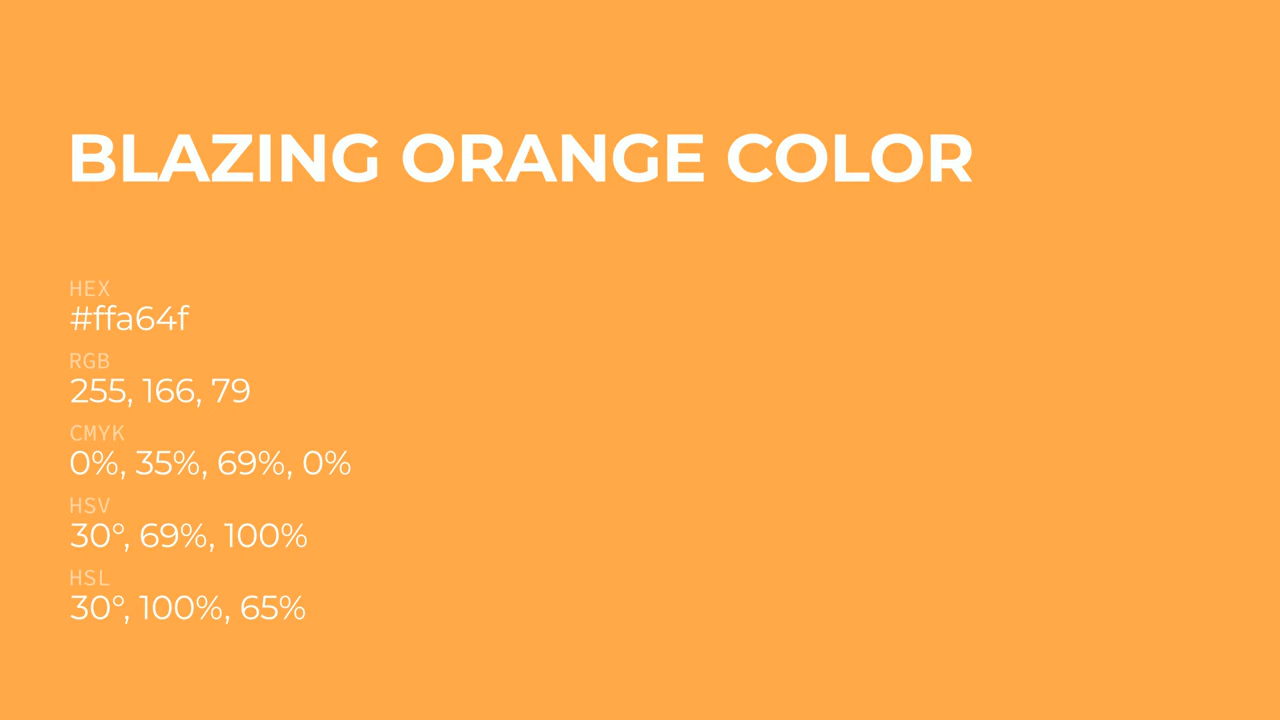 BLAZING ORANGE COLOR
HEX
#ffa64f
RGB
255, 166, 79
CMYK
0%, 35%, 69%, 0%
HSV
30°, 69%, 100%
HSL
30°, 100%, 65%